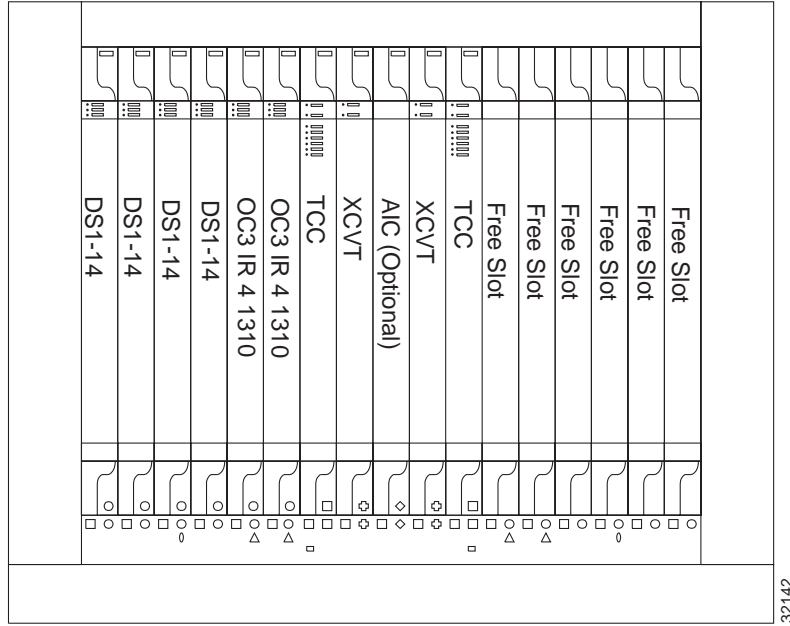 DS1-14
DS1-14
DS1-14
DS1-14
OC3 IR 4 1310
OC3 IR 4 1310
TCC
XCVT
AIC (Optional)
XCVT
TCC
Free Slot
Free Slot
Free Slot
Free Slot
Free Slot
Free Slot
32142